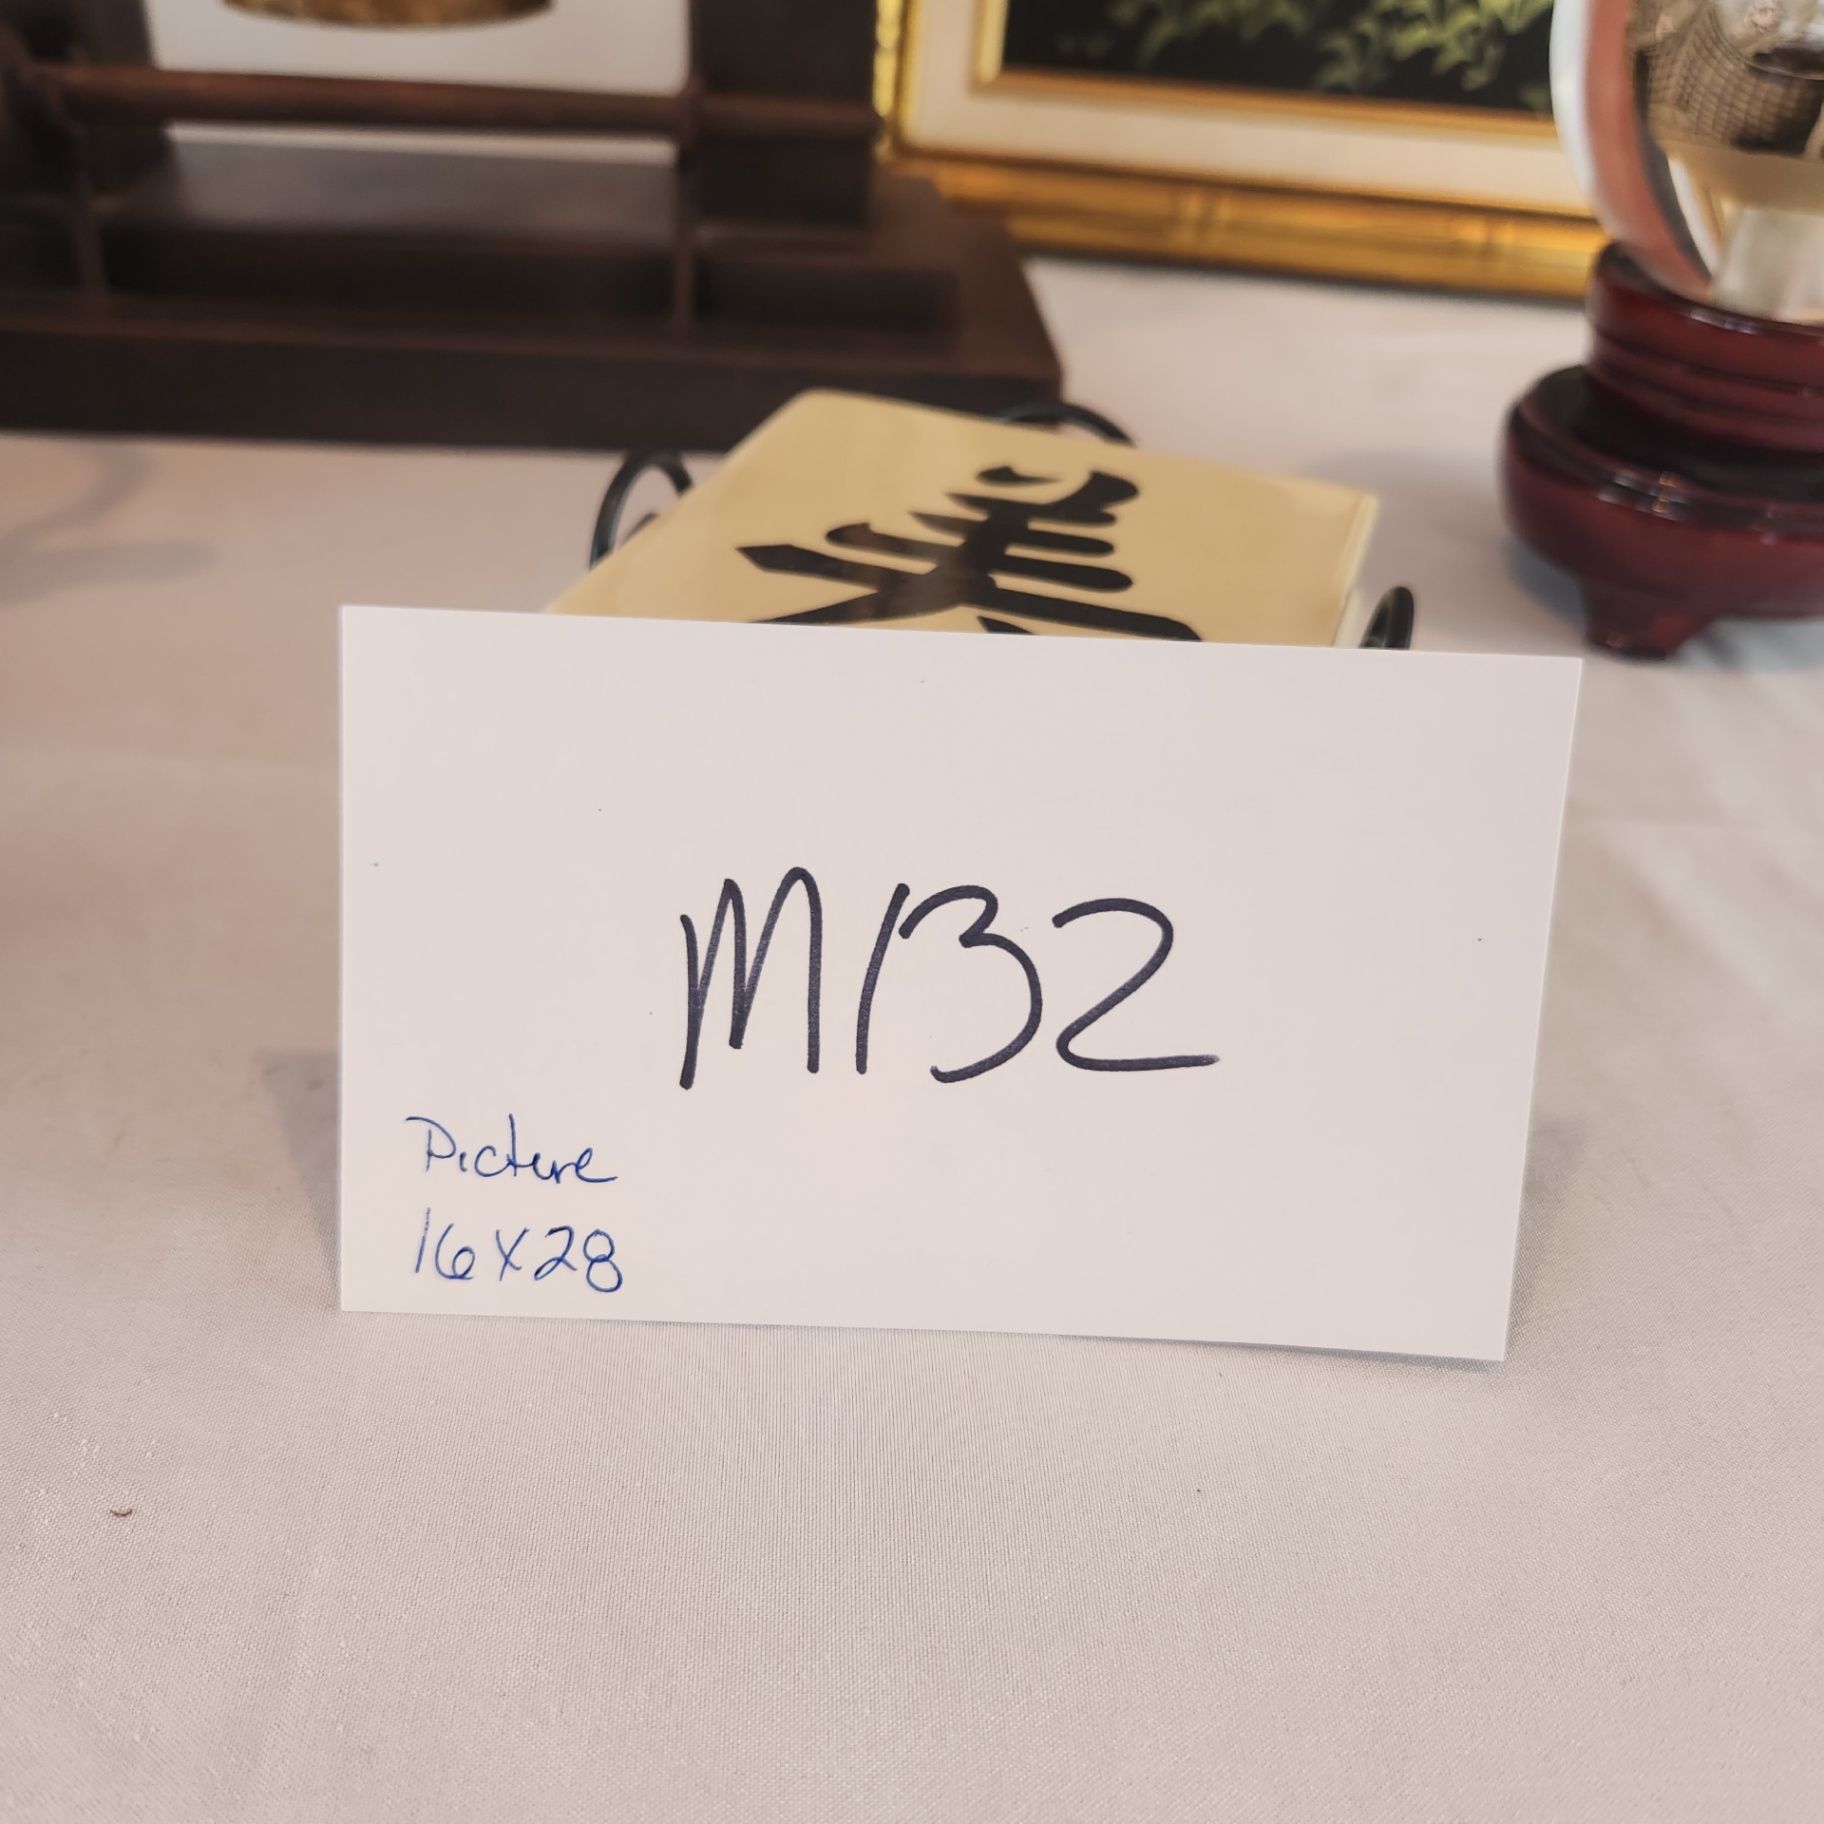 美
M132
Picture
16x28